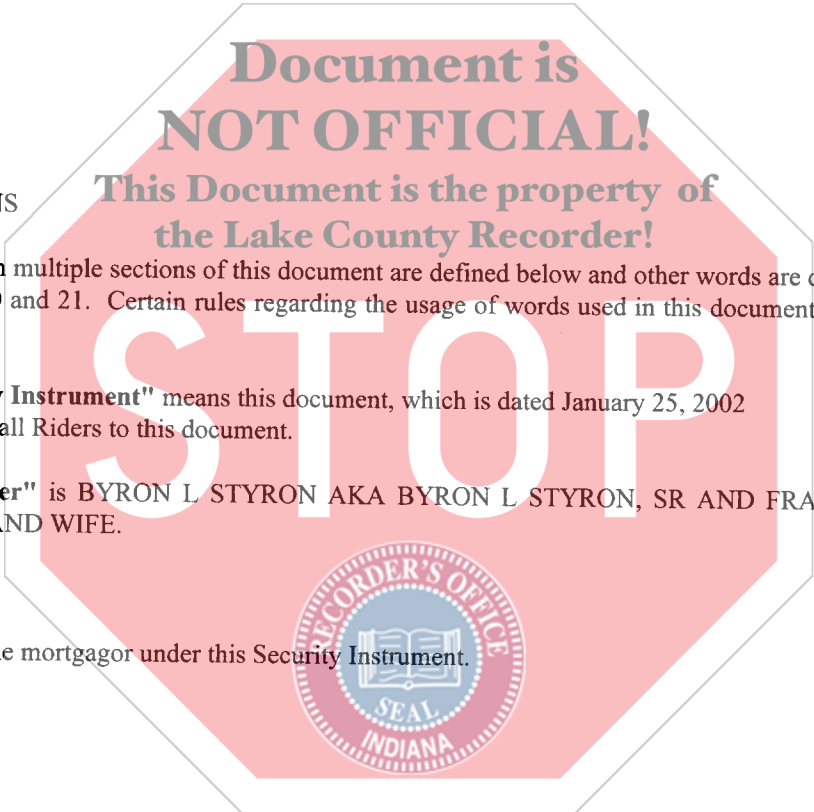 Document is
NOT OFFICIAL!
This Document is the property of
the Lake County Recorder!
NS
multiple sections of this document are defined below and other words are
and 21. Certain rules regarding the usage of words used in this document
STOP
Instrument" means this document, which is dated January 25, 2002
all Riders to this document.
er" is BYRON L STYRON AKA BYRON L STYRON, SR AND FRA
AND WIFE.
RECORDER'S OFFICE
e mortgagor under this Security Instrument.
SEAL
INDIANA